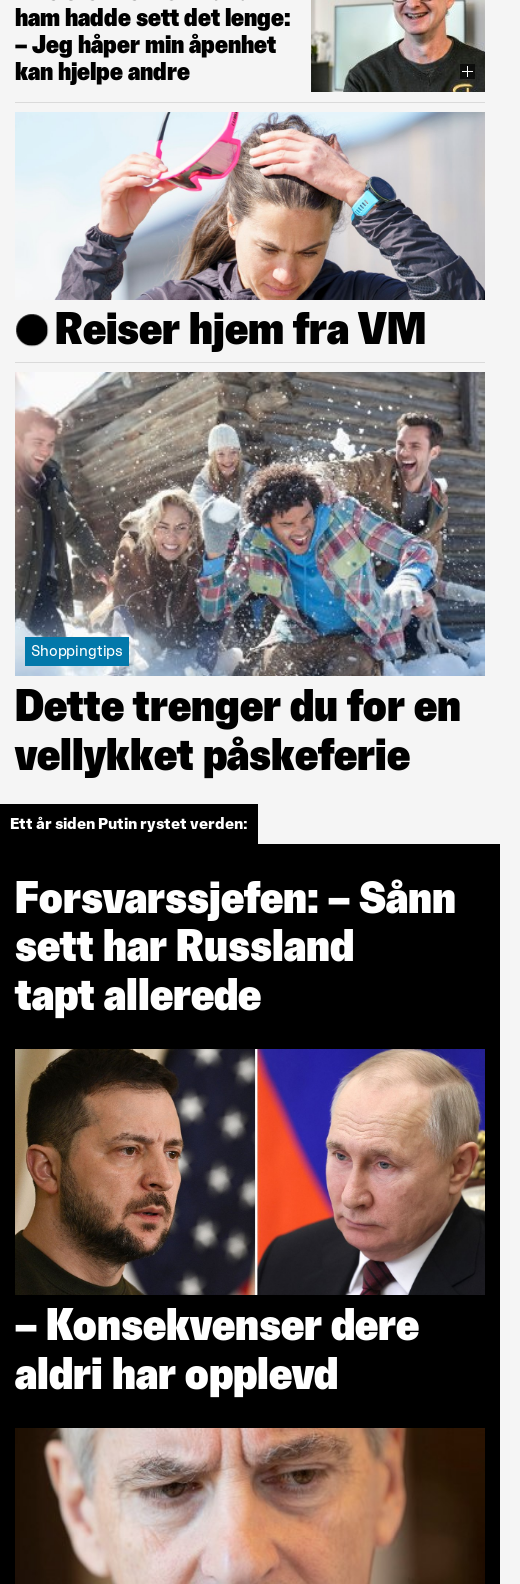 ham hadde sett det lenge:
– Jeg håper min åpenhet
kan hjelpe andre
Reiser hjem fra VM
Shoppingtips
Dette trenger du for en
vellykket påskeferie
Ett år siden Putin rystet verden:
Forsvarssjefen: – Sånn
sett har Russland
tapt allerede
– Konsekvenser dere
aldri har opplevd